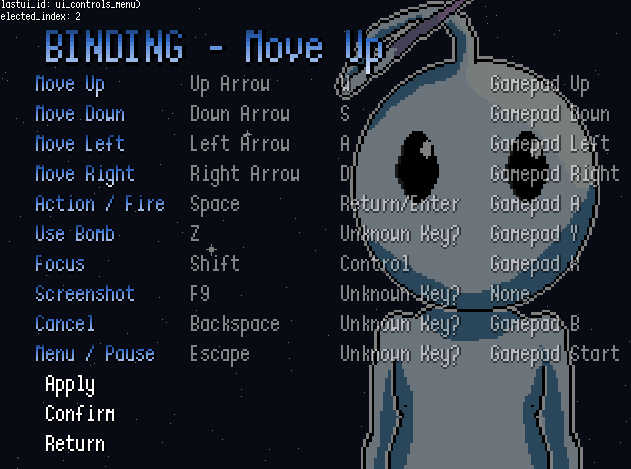 lastui_id: ui_controls_menu)
elected_index: 2
BINDING - Move Up
Move Up Up Arrow W Gamepad Up
Move Down Down Arrow S Gamepad Down
Move Left Left Arrow A Gamepad Left
Move Right Right Arrow D Gamepad Right
Action / Fire Space Return/Enter Gamepad A
Use Bomb Z Unknown Key? Gamepad Y
Focus Shift Control Gamepad X
Screenshot F9 Unknown Key? None
Cancel Backspace Unknown Key? Gamepad B
Menu / Pause Escape Unknown Key? Gamepad Start
Apply
Confirm
Return